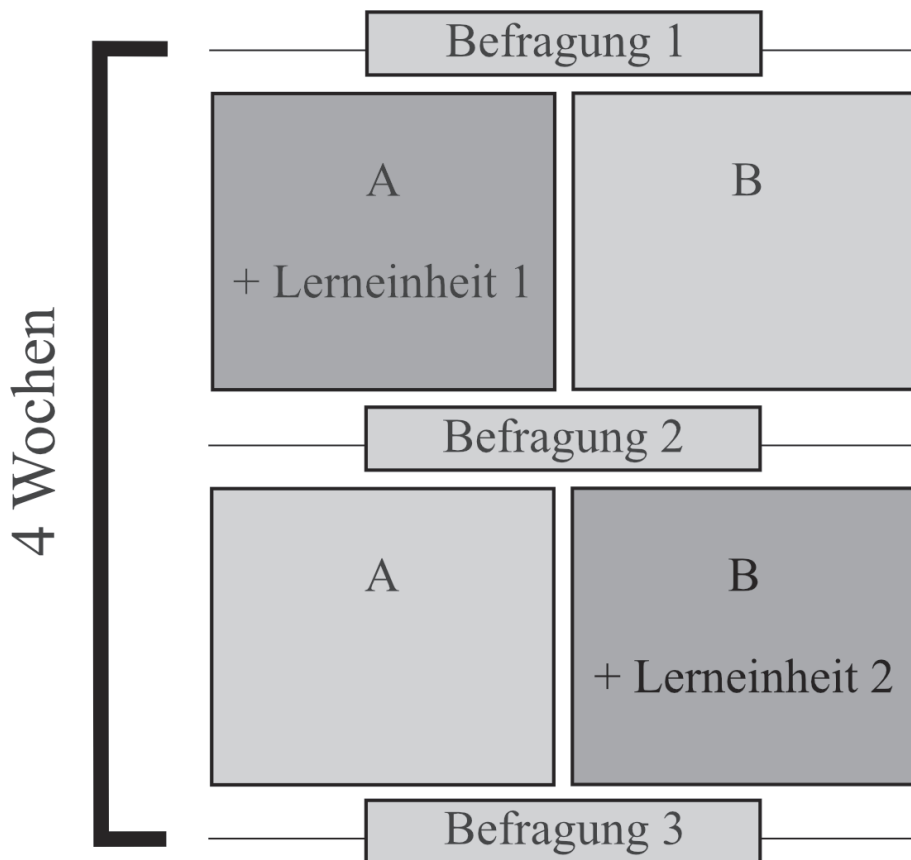 Befragung 1
A
+ Lerneinheit 1
B
Befragung 2
4 Wochen
A
B
+ Lerneinheit 2
Befragung 3